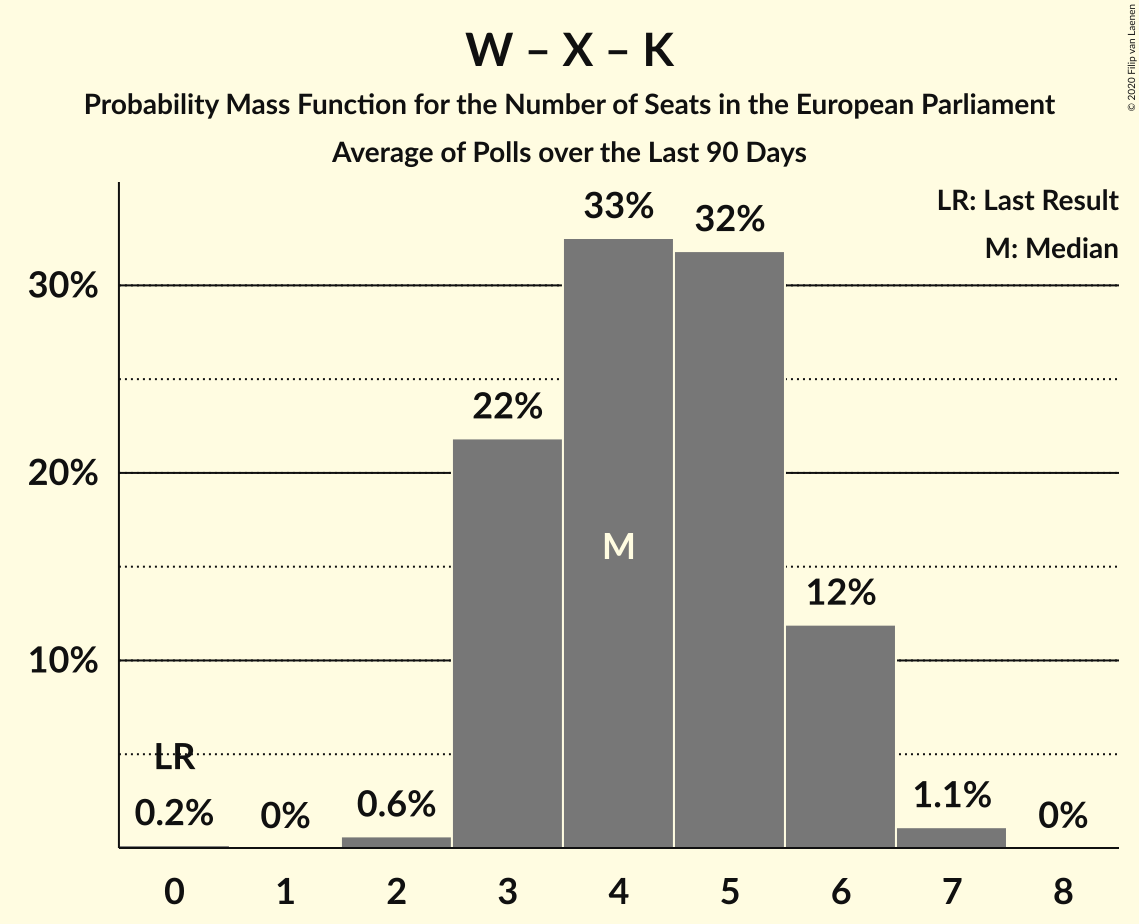 W – X – K
Probability Mass Function for the Number of Seats in the European Parliament
Average of Polls over the Last 90 Days
© 2020 Filip van Laenen
LR: Last Result
M: Median
33%
32%
30%
22%
20%
M
12%
10%
LR
0.2%
0%
0.6%
1.1%
0%
0 1 2 3 4 5 6 7 8